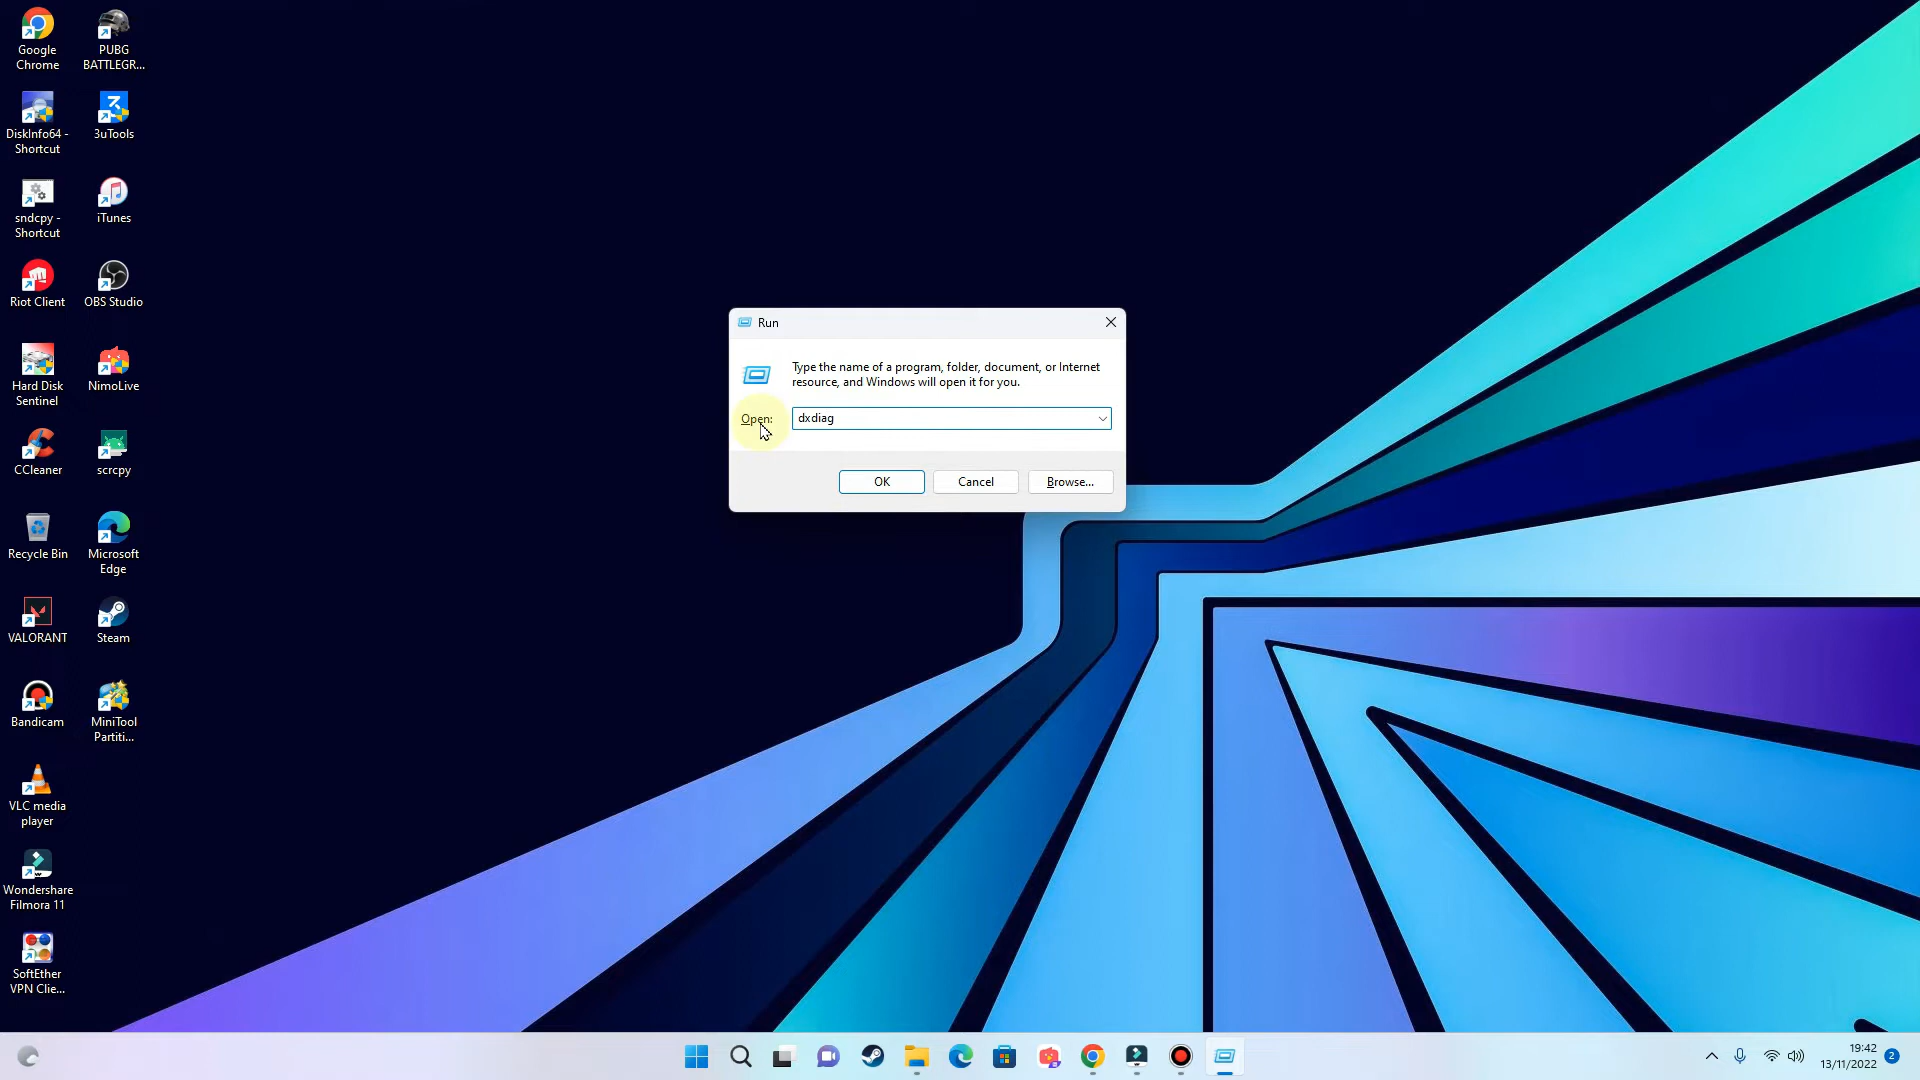 Google
Chrome
PUBG
BATTLEGR...
DiskInfo64 -
Shortcut
3uTools
sndcpy -
Shortcut
iTunes
Riot Client
OBS Studio
Hard Disk
Sentinel
NimoLive
CCleaner
scrcpy
Recycle Bin
Microsoft
Edge
VALORANT
Steam
Bandicam
MiniTool
Partiti...
VLC media
player
Wondershare
Filmora 11
SoftEther
VPN Clie...
Run
Type the name of a program, folder, document, or Internet
resource, and Windows will open it for you.
Open:
dxdiag
OK
Cancel
Browse...
19:42
13/11/2022
2